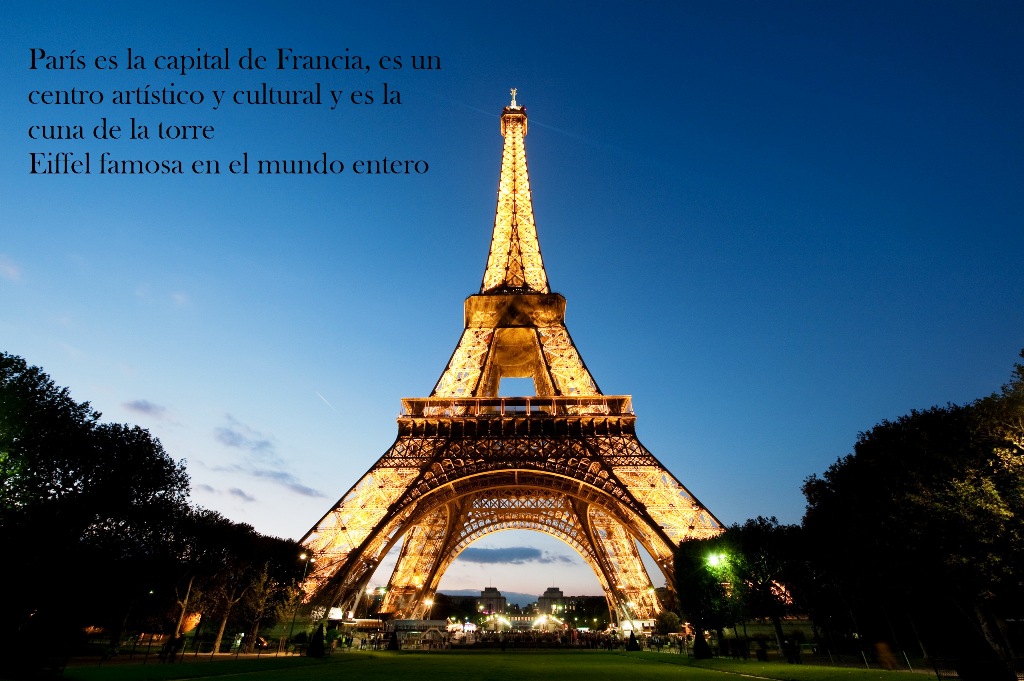 París es la capital de Francia, es un
centro artístico y cultural y es la
cuna de la torre
Eiffel famosa en el mundo entero